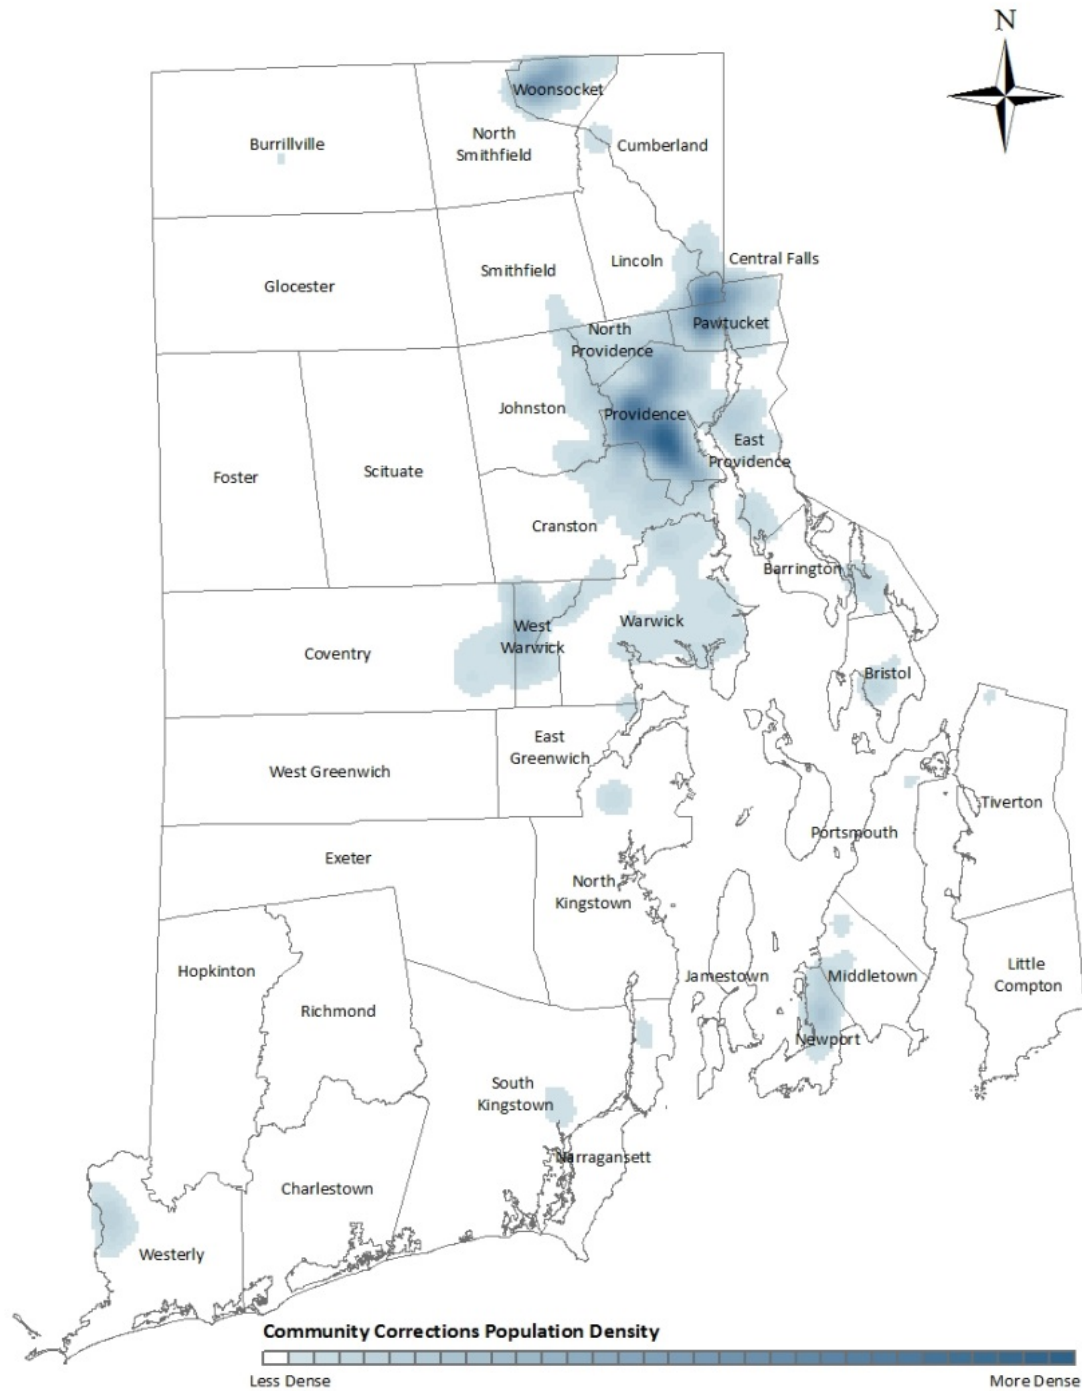 N
Woonsocket
Burrillville
North
Smithfield
Cumberland
Central Falls
Lincoln
Smithfield
Glocester
Pawtucket
North
Providence
Johnston
Providence
East
Providence
Foster
Scituate
Cranston
Barrington
Warwick
West
Warwick
Coventry
Bristol
East
Greenwich
West Greenwich
Tiverton
Portsmouth
Exeter
North
Kingstown
Hopkinton
Jamestown
Middletown
Little
Compton
Richmond
Newport
South
Kingstown
Narragansett
Charlestown
Westerly
Community Corrections Population Density
Less Dense
More Dense